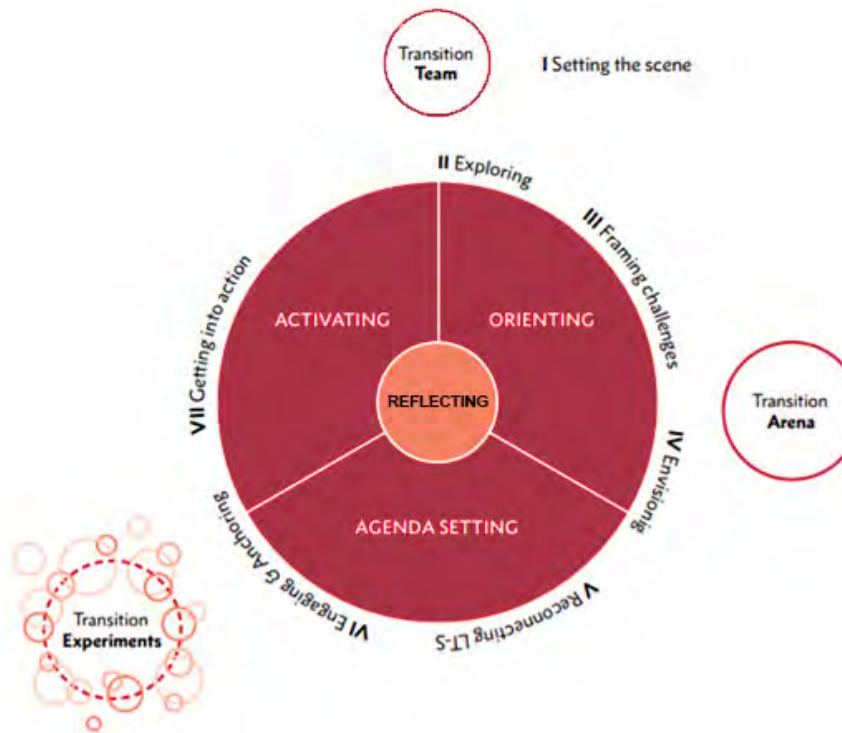 Transition
Team
I Setting the scene
II Exploring
III Framing challenges
ACTIVATING
ORIENTING
VII Getting into action
REFLECTING
Transition
Arena
IV Envisionig
AGENDA SETTING
VI Engaging & Anchoring
V Reconnecting LT-S
Transition
Experiments